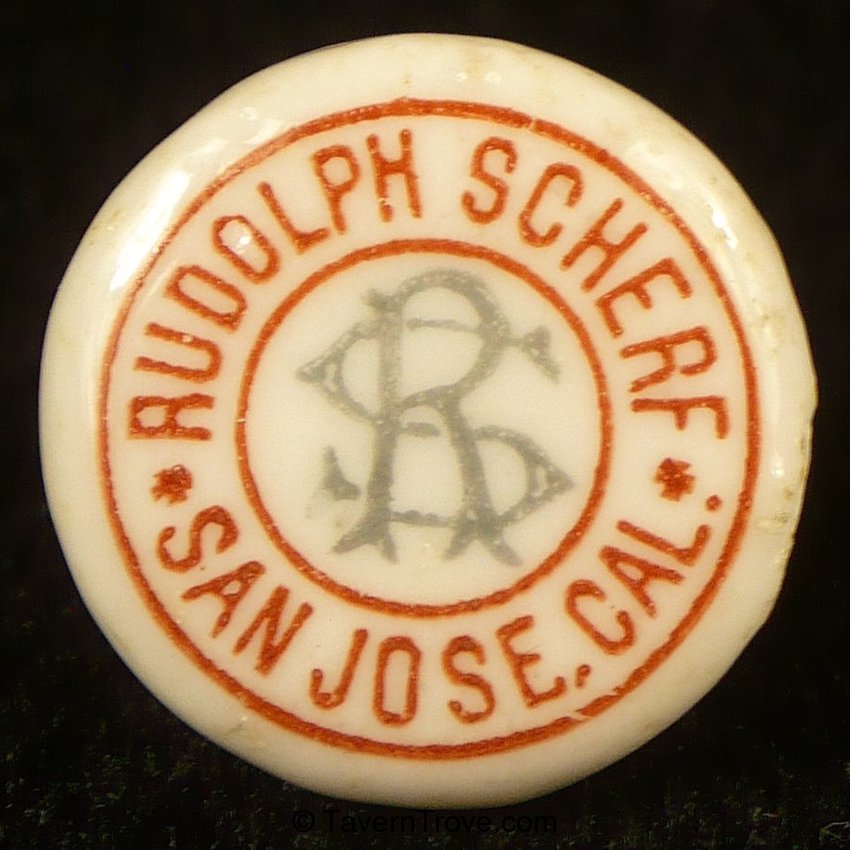 RUDOLPH SCHERF
RS
* SAN JOSE, CAL. *
© TavernTrove.com